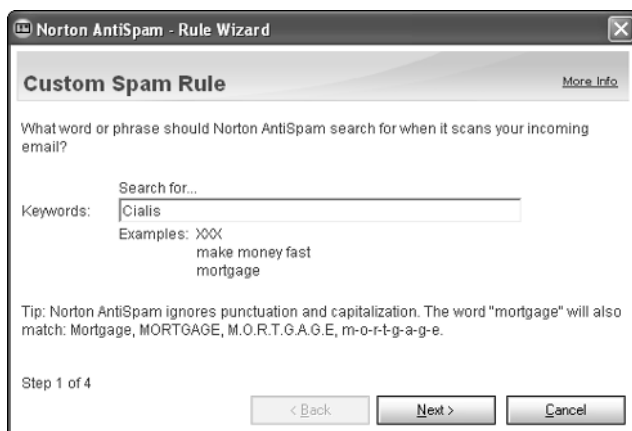 Norton AntiSpam - Rule Wizard
Custom Spam Rule
More Info
What word or phrase should Norton AntiSpam search for when it scans your incoming
email?
Search for...
Keywords:
Cialis
Examples: XXX
make money fast
mortgage
Tip: Norton AntiSpam ignores punctuation and capitalization. The word "mortgage" will also
match: Mortgage, MORTGAGE, M.O.R.T.G.A.G.E, m-o-r-t-g-a-g-e.
Step 1 of 4
< Back
Next >
Cancel